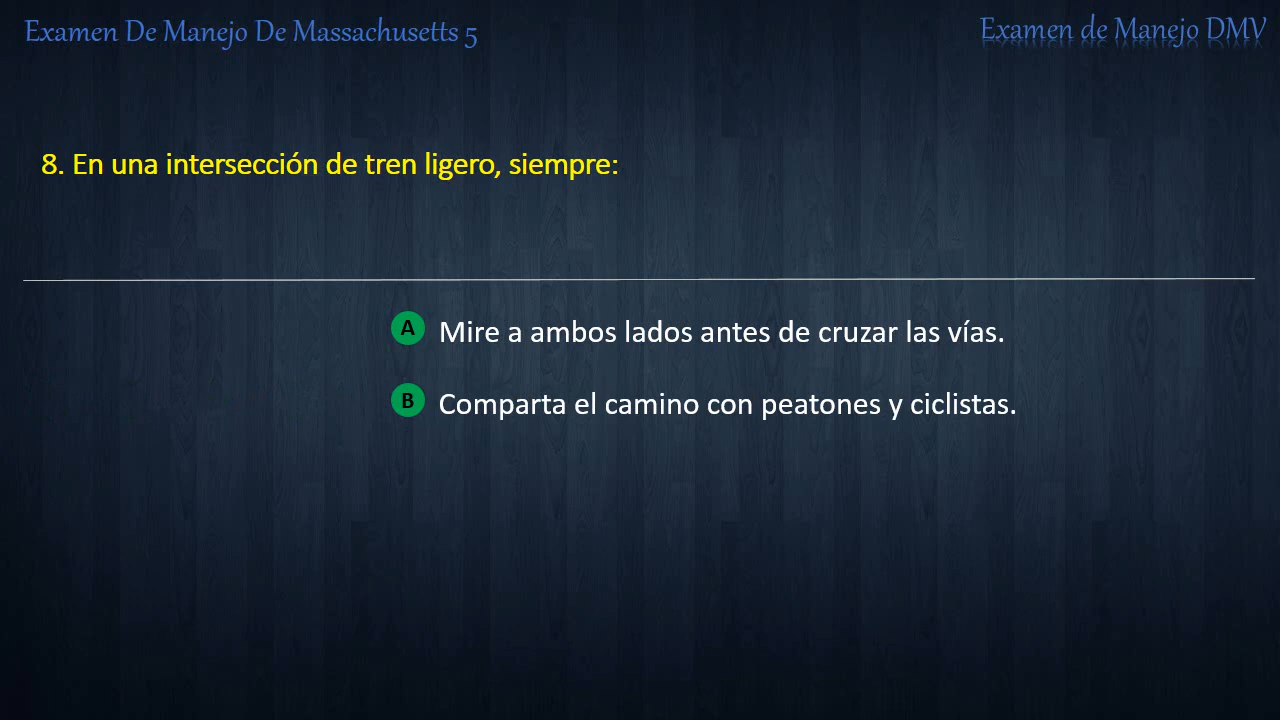 Examen De Manejo De Massachusetts 5
Examen de Manejo DMV
8. En una intersección de tren ligero, siempre:
A Mire a ambos lados antes de cruzar las vías.
B Comparta el camino con peatones y ciclistas.